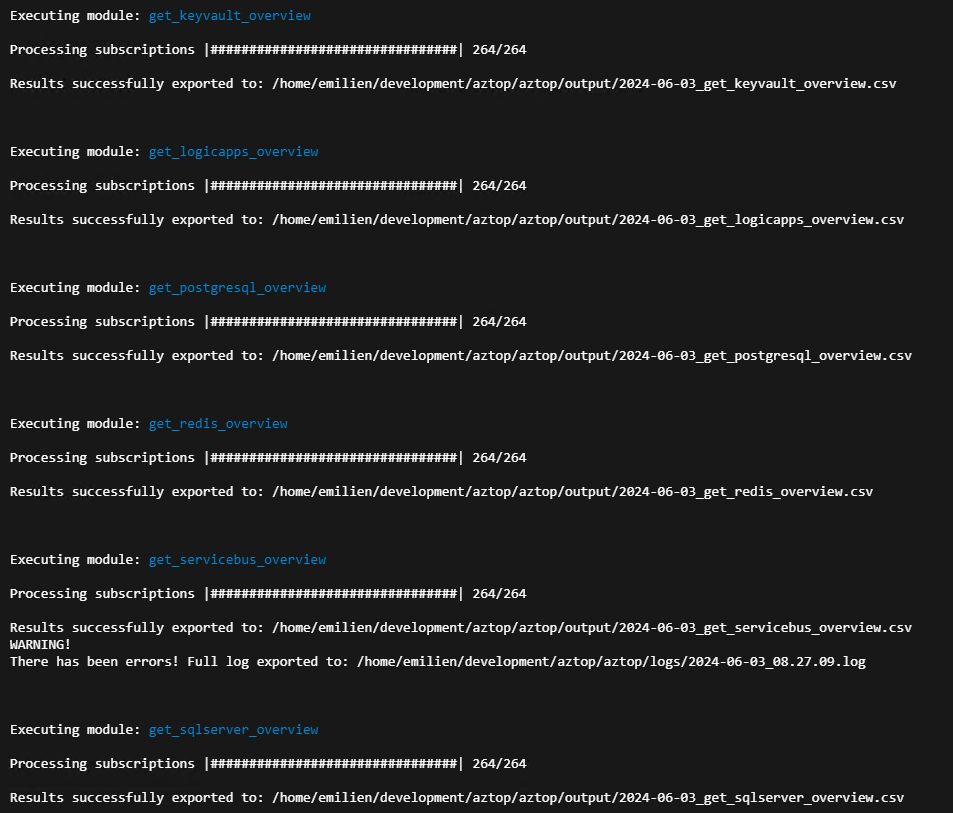 Executing module: get_keyvault_overview
Processing subscriptions |################################| 264/264
Results successfully exported to: /home/emilien/development/aztop/aztop/output/2024-06-03_get_keyvault_overview.csv
Executing module: get_logicapps_overview
Processing subscriptions |################################| 264/264
Results successfully exported to: /home/emilien/development/aztop/aztop/output/2024-06-03_get_logicapps_overview.csv
Executing module: get_postgresql_overview
Processing subscriptions |################################| 264/264
Results successfully exported to: /home/emilien/development/aztop/aztop/output/2024-06-03_get_postgresql_overview.csv
Executing module: get_redis_overview
Processing subscriptions |################################| 264/264
Results successfully exported to: /home/emilien/development/aztop/aztop/output/2024-06-03_get_redis_overview.csv
Executing module: get_servicebus_overview
Processing subscriptions |################################| 264/264
Results successfully exported to: /home/emilien/development/aztop/aztop/output/2024-06-03_get_servicebus_overview.csv
WARNING!
There has been errors! Full log exported to: /home/emilien/development/aztop/aztop/logs/2024-06-03_08.27.09.log
Executing module: get_sqlserver_overview
Processing subscriptions |################################| 264/264
Results successfully exported to: /home/emilien/development/aztop/aztop/output/2024-06-03_get_sqlserver_overview.csv